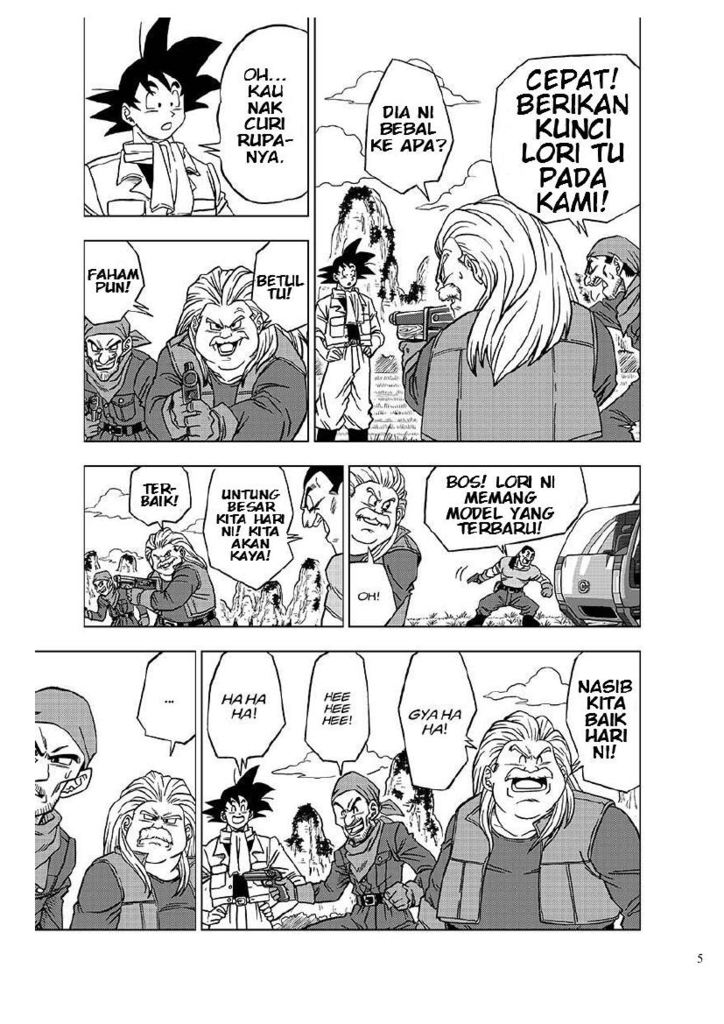 CEPAT!
BERIKAN
KUNCI
LORI TU
PADA
KAMI!
DIA NI
BEBAL
KE APA?
OH...
KAU
NAK
CURI
RUPA-
NYA.
BETUL
TU!
FAHAM
PUN!
BOS! LORI NI
MEMANG
MODEL YANG
TERBARU!
OH!
UNTUNG
BESAR
KITA HARI
NI! KITA
AKAN
KAYA!
TER-
BAIK!
NASIB
KITA
BAIK
HARI
NI!
GYA HA
HA!
HEE
HEE
HEE!
HA HA
HA!
...
5